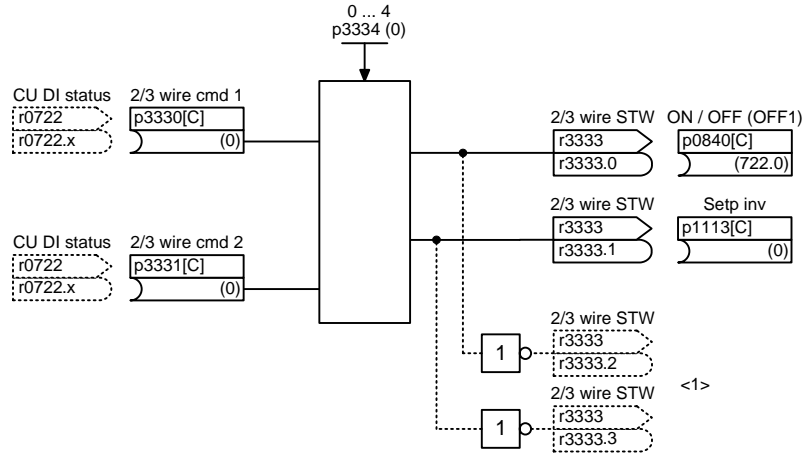 0 ... 4
p3334 (0)
CU DI status
2/3 wire cmd 1
r0722
p3330[C]
r0722.x
(0)
2/3 wire STW
ON / OFF (OFF1)
r3333
p0840[C]
r3333.0
(722.0)
2/3 wire STW
Setp inv
r3333
p1113[C]
r3333.1
(0)
CU DI status
2/3 wire cmd 2
r0722
p3331[C]
r0722.x
(0)
2/3 wire STW
r3333
1
r3333.2
<1>
2/3 wire STW
r3333
1
r3333.3